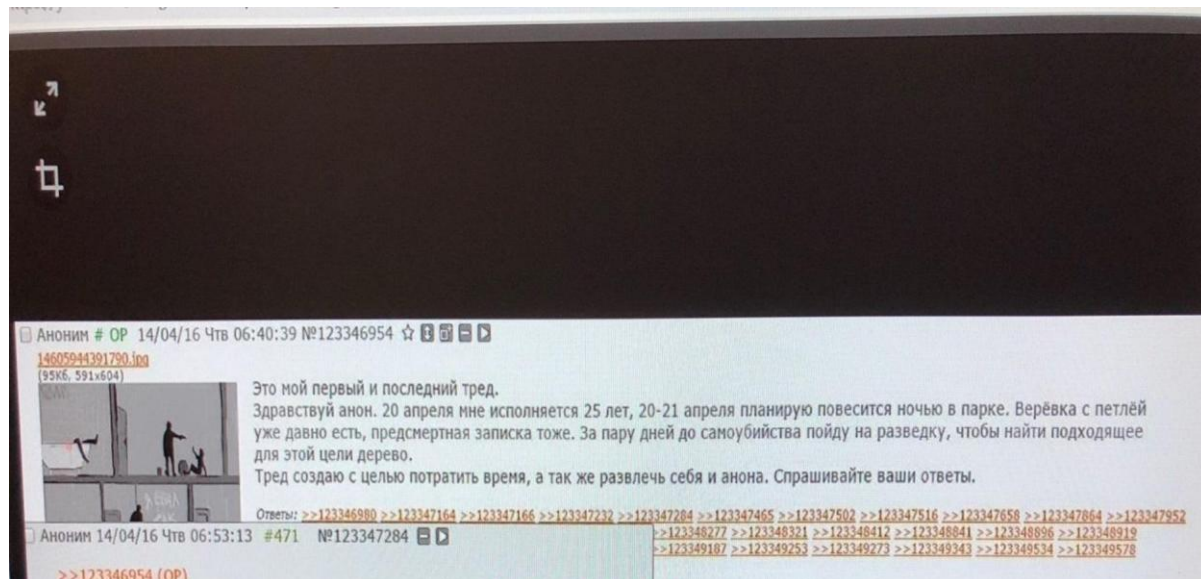 Аноним # OP 14/04/16 Чтв 06:40:39 №123346954
14605944391790.jpg
(95Кб, 591x604)
Это мой первый и последний тред.
Здравствуй анон. 20 апреля мне исполняется 25 лет, 20-21 апреля планирую повесится ночью в парке. Верёвка с петлёй
уже давно есть, предсмертная записка тоже. За пару дней до самоубийства пойду на разведку, чтобы найти подходящее
для этой цели дерево.
Тред создаю с целью потратить время, а так же развлечь себя и анона. Спрашивайте ваши ответы.
Ответы: >>123346980 >>123347164 >>123347166 >>123347232 >>123347284 >>123347465 >>123347502 >>123347516 >>123347658 >>123347864 >>123347952
>>123348277 >>123348321 >>123348412 >>123348841 >>123348896 >>123348919
>>123349187 >>123349253 >>123349273 >>123349343 >>123349534 >>123349578
Аноним 14/04/16 Чтв 06:53:13 #471 №123347284
>>123346954 (OP)